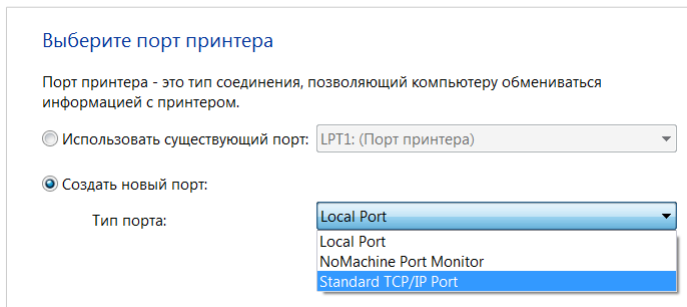 Выберите порт принтера
Порт принтера - это тип соединения, позволяющий компьютеру обмениваться
информацией с принтером.
Использовать существующий порт: LPT1: (Порт принтера)
Создать новый порт:
Тип порта: Local Port
Local Port
NoMachine Port Monitor
Standard TCP/IP Port